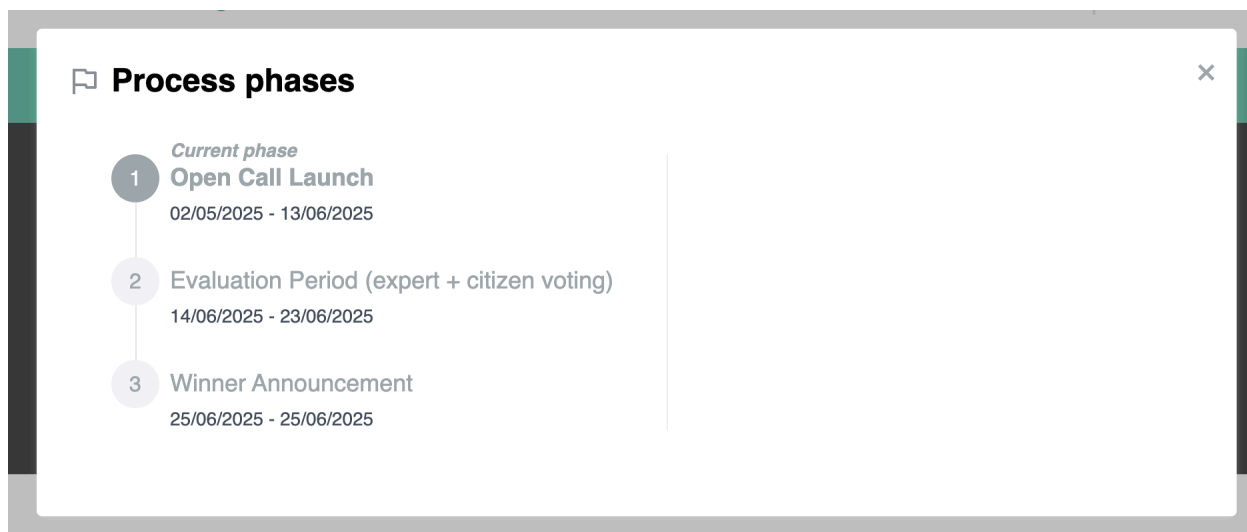 Process phases
Current phase
1
Open Call Launch
02/05/2025 - 13/06/2025
2
Evaluation Period (expert + citizen voting)
14/06/2025 - 23/06/2025
3
Winner Announcement
25/06/2025 - 25/06/2025